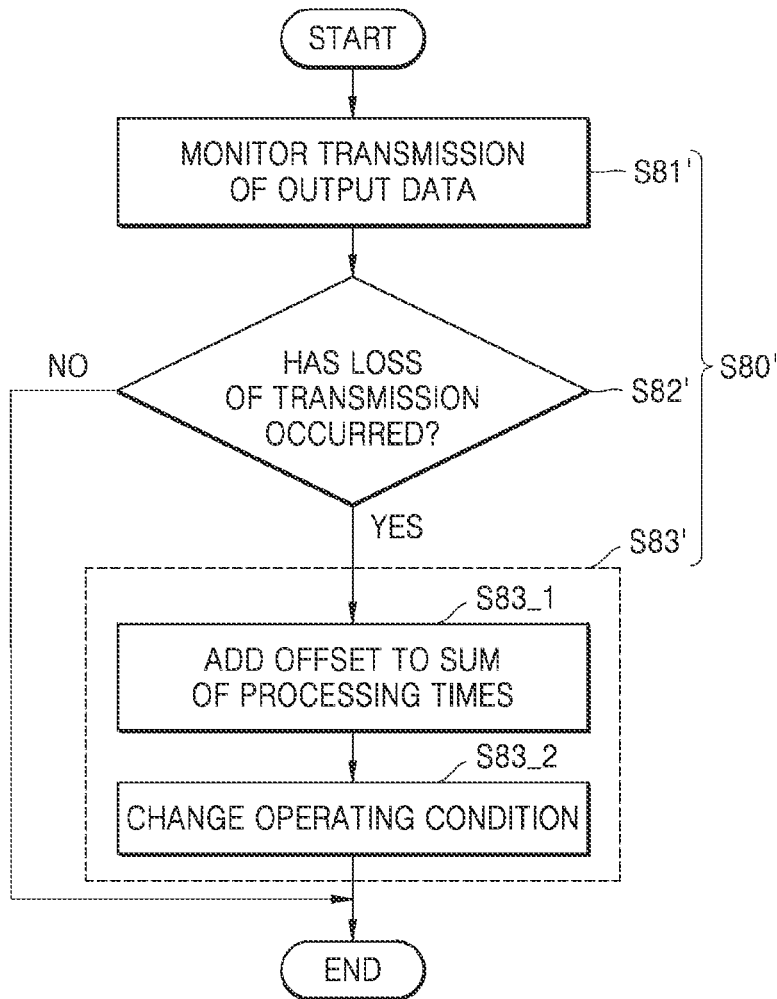 START
MONITOR TRANSMISSION
OF OUTPUT DATA
S81'
S80'
HAS LOSS
OF TRANSMISSION
OCCURRED?
S82'
NO
YES
S83'
S83_1
ADD OFFSET TO SUM
OF PROCESSING TIMES
S83_2
CHANGE OPERATING CONDITION
END